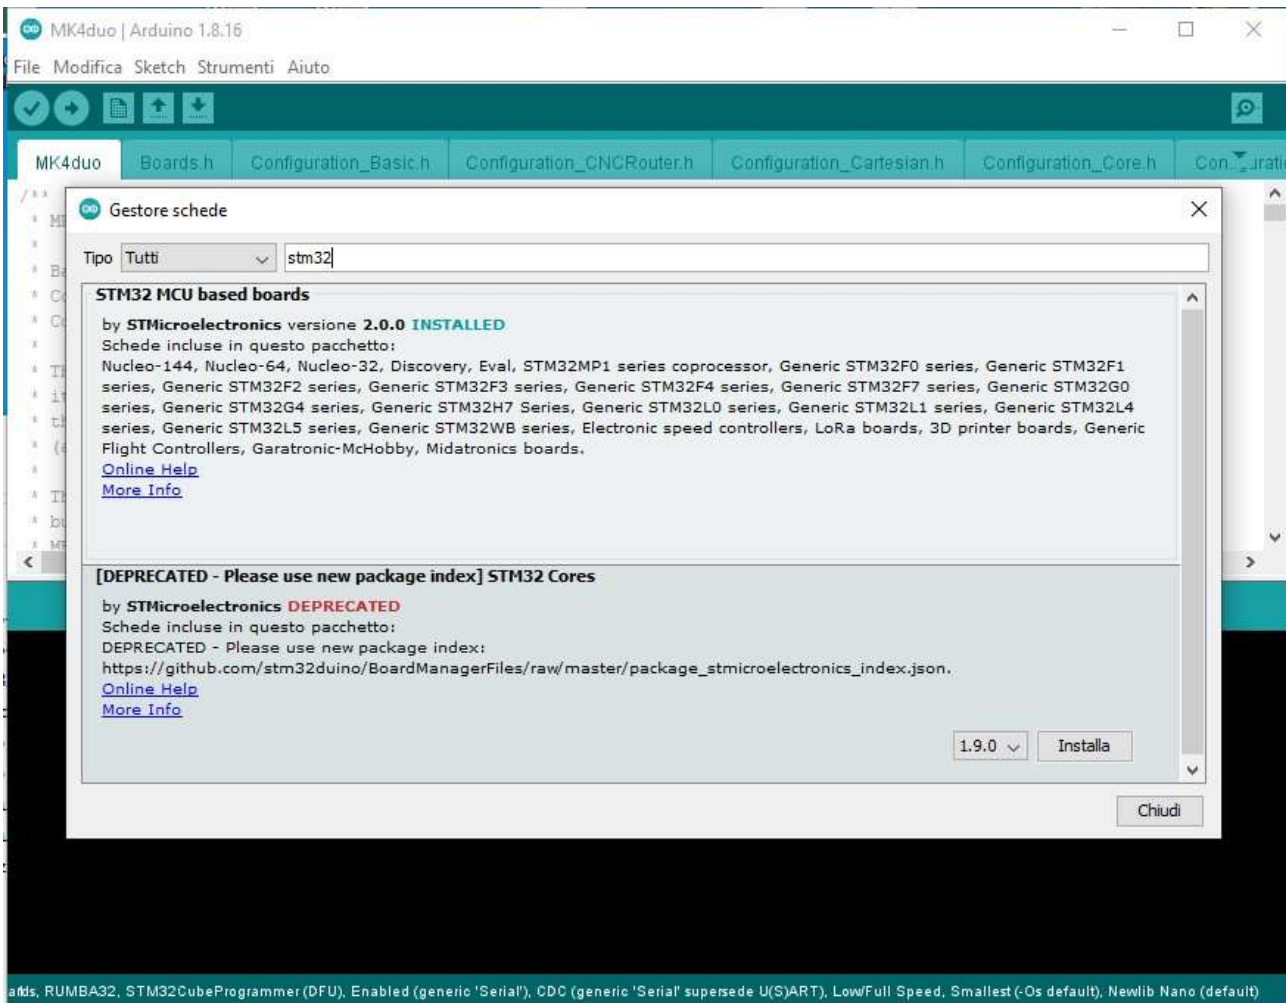 MK4duo | Arduino 1.8.16
File Modifica Sketch Strumenti Aiuto
MK4duo Boards.h Configuration_Basic.h Configuration_CNCRouter.h Configuration_Cartesian.h Configuration_Core.h
/**
Gestore schede
Tipo Tutti stm32
STM32 MCU based boards
by STMicroelectronics versione 2.0.0 INSTALLED
Schede incluse in questo pacchetto:
Nucleo-144, Nucleo-64, Nucleo-32, Discovery, Eval, STM32MP1 series coprocessor, Generic STM32F0 series, Generic STM32F1
series, Generic STM32F2 series, Generic STM32F3 series, Generic STM32F4 series, Generic STM32F7 series, Generic STM32G0
series, Generic STM32G4 series, Generic STM32H7 Series, Generic STM32L0 series, Generic STM32L1 series, Generic STM32L4
series, Generic STM32L5 series, Generic STM32WB series, Electronic speed controllers, LoRa boards, 3D printer boards, Generic
Flight Controllers, Garatronic-McHobby, Midatronics boards.
Online Help
More Info
[DEPRECATED - Please use new package index] STM32 Cores
by STMicroelectronics DEPRECATED
Schede incluse in questo pacchetto:
DEPRECATED - Please use new package index:
https://github.com/stm32duino/BoardManagerFiles/raw/master/package_stmicroelectronics_index.json.
Online Help
More Info
1.9.0 Installa
Chiudi
RUMBA32, STM32CubeProgrammer (DFU), Enabled (generic 'Serial'), CDC (generic 'Serial' supersede U(S)ART), Low/Full Speed, Smallest (-Os default), Newlib Nano (default)